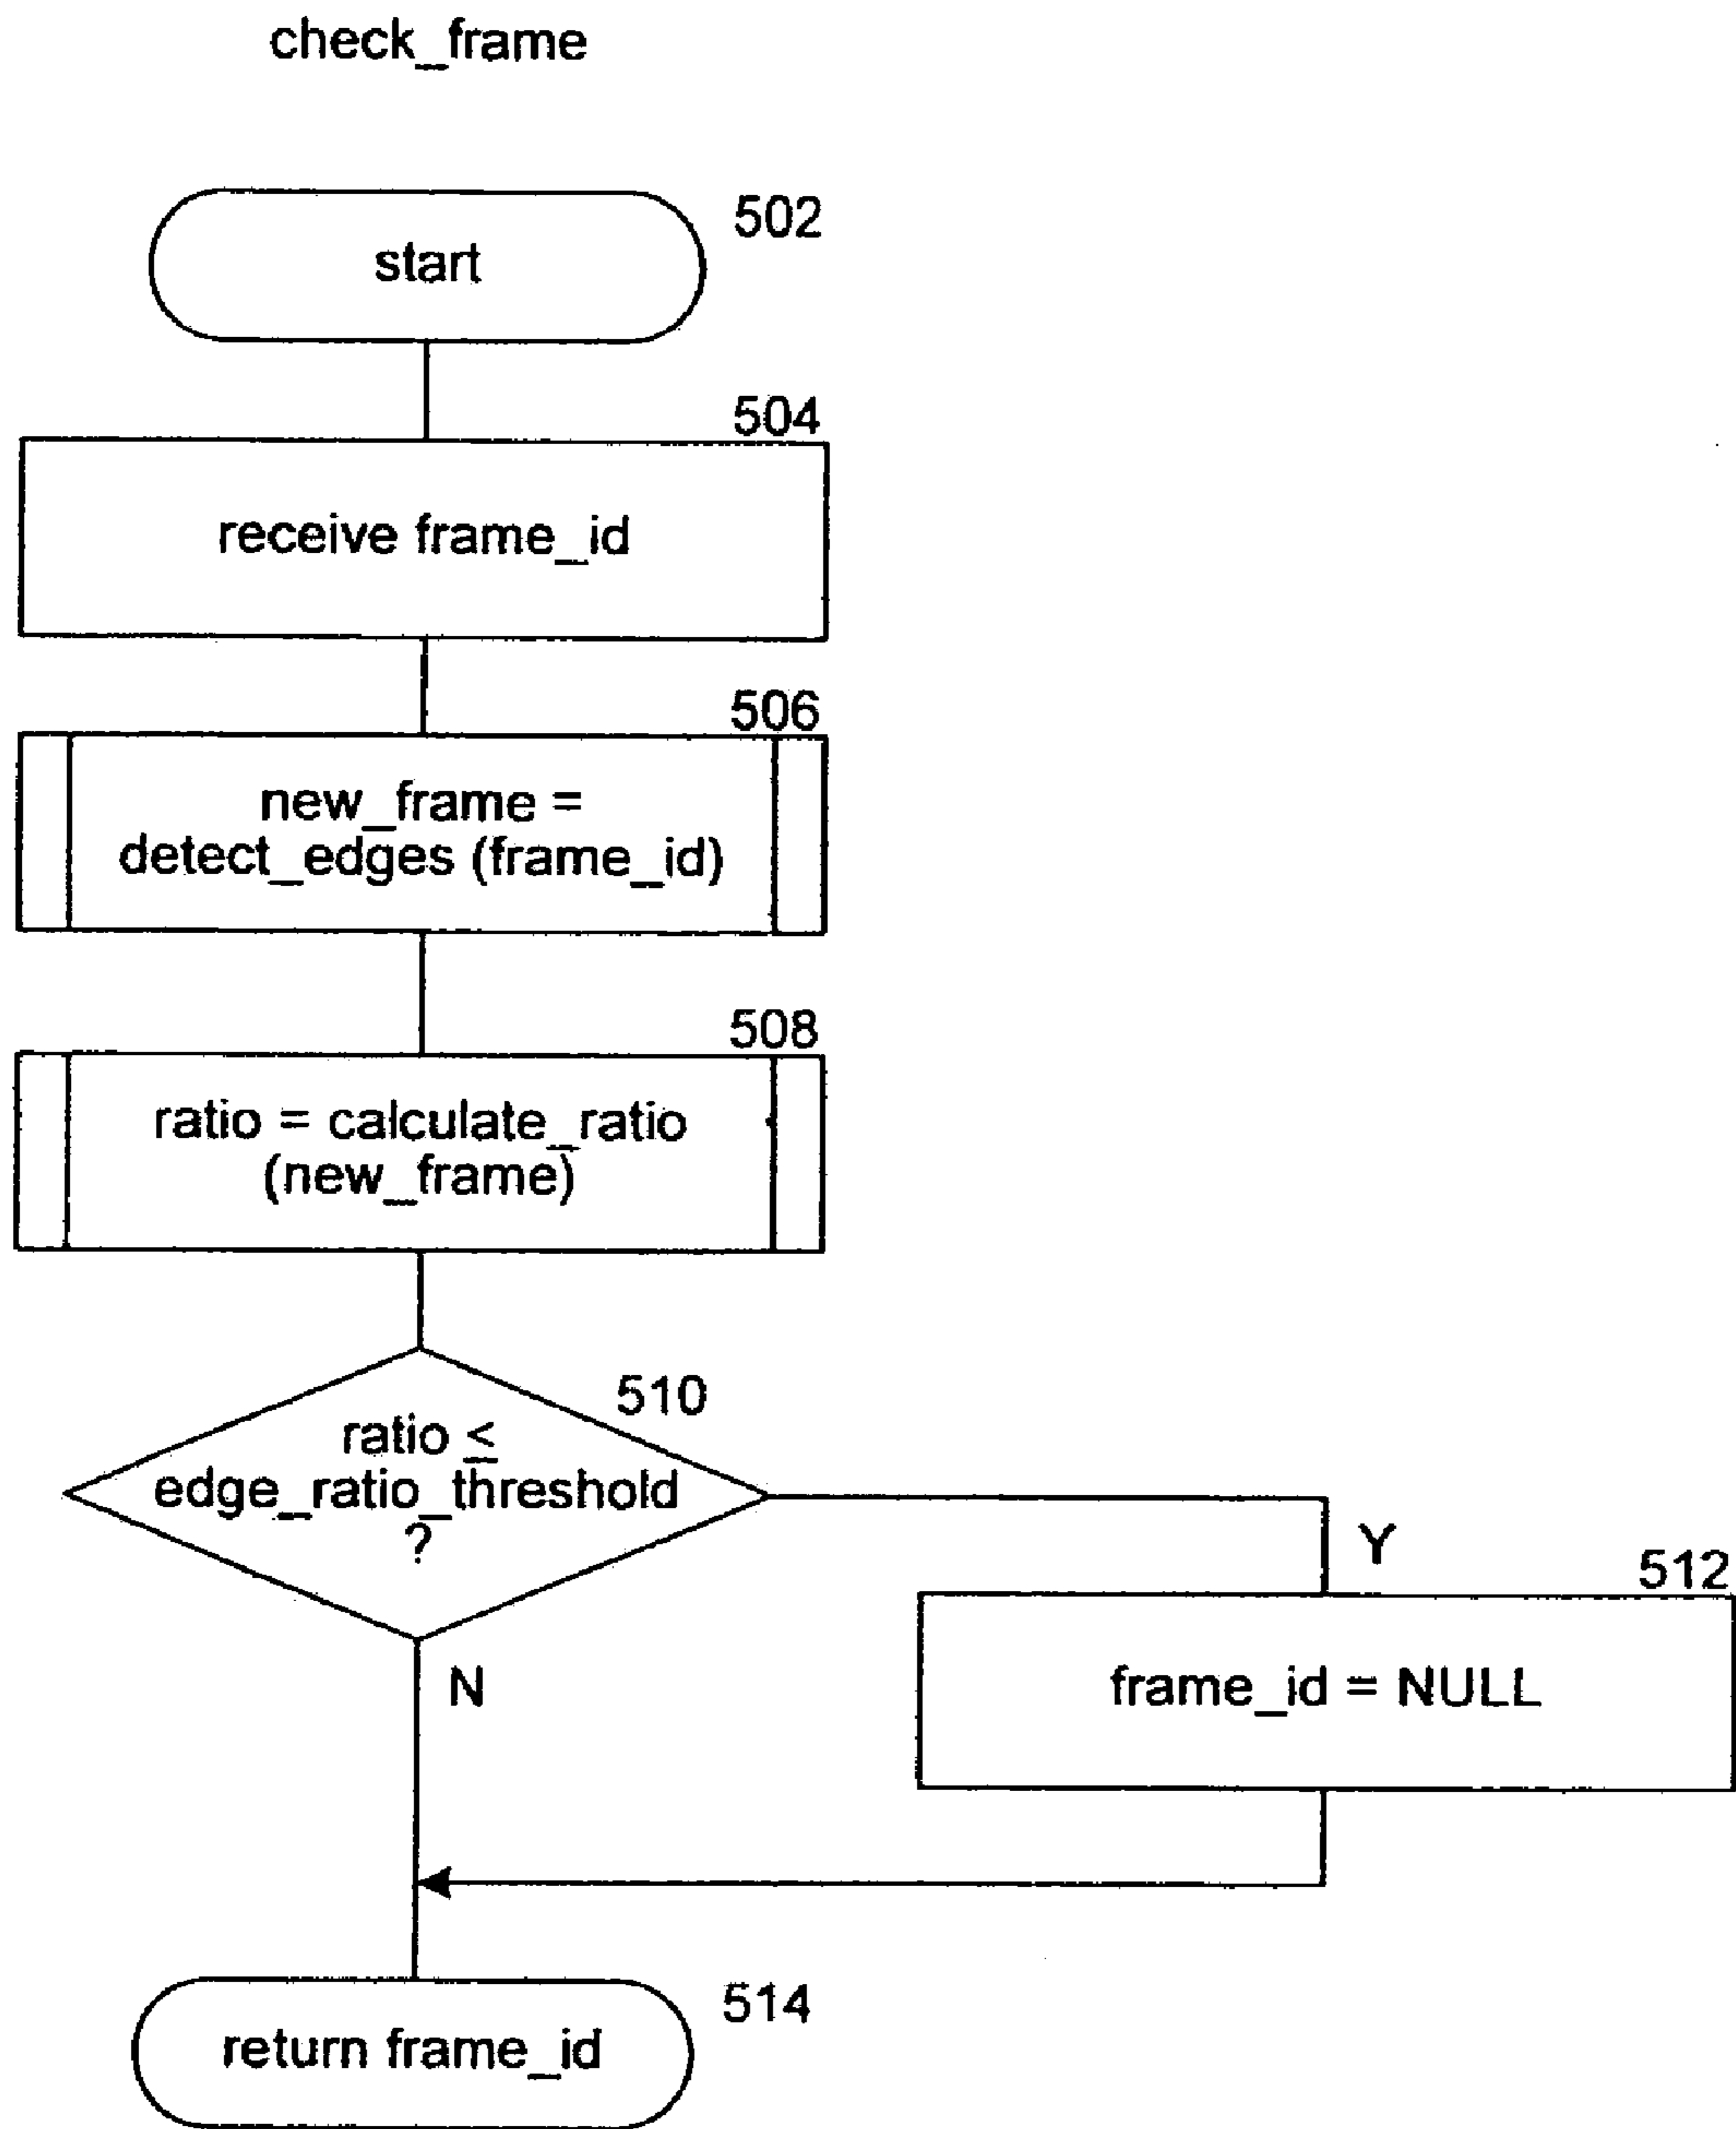 check_frame
502
start
504
receive frame_id
506
new_frame =
detect_edges (frame_id)
508
ratio = calculate_ratio
(new_frame)
510
ratio ≤
edge_ratio_threshold
?
Y
512
N
frame_id = NULL
514
return frame_id